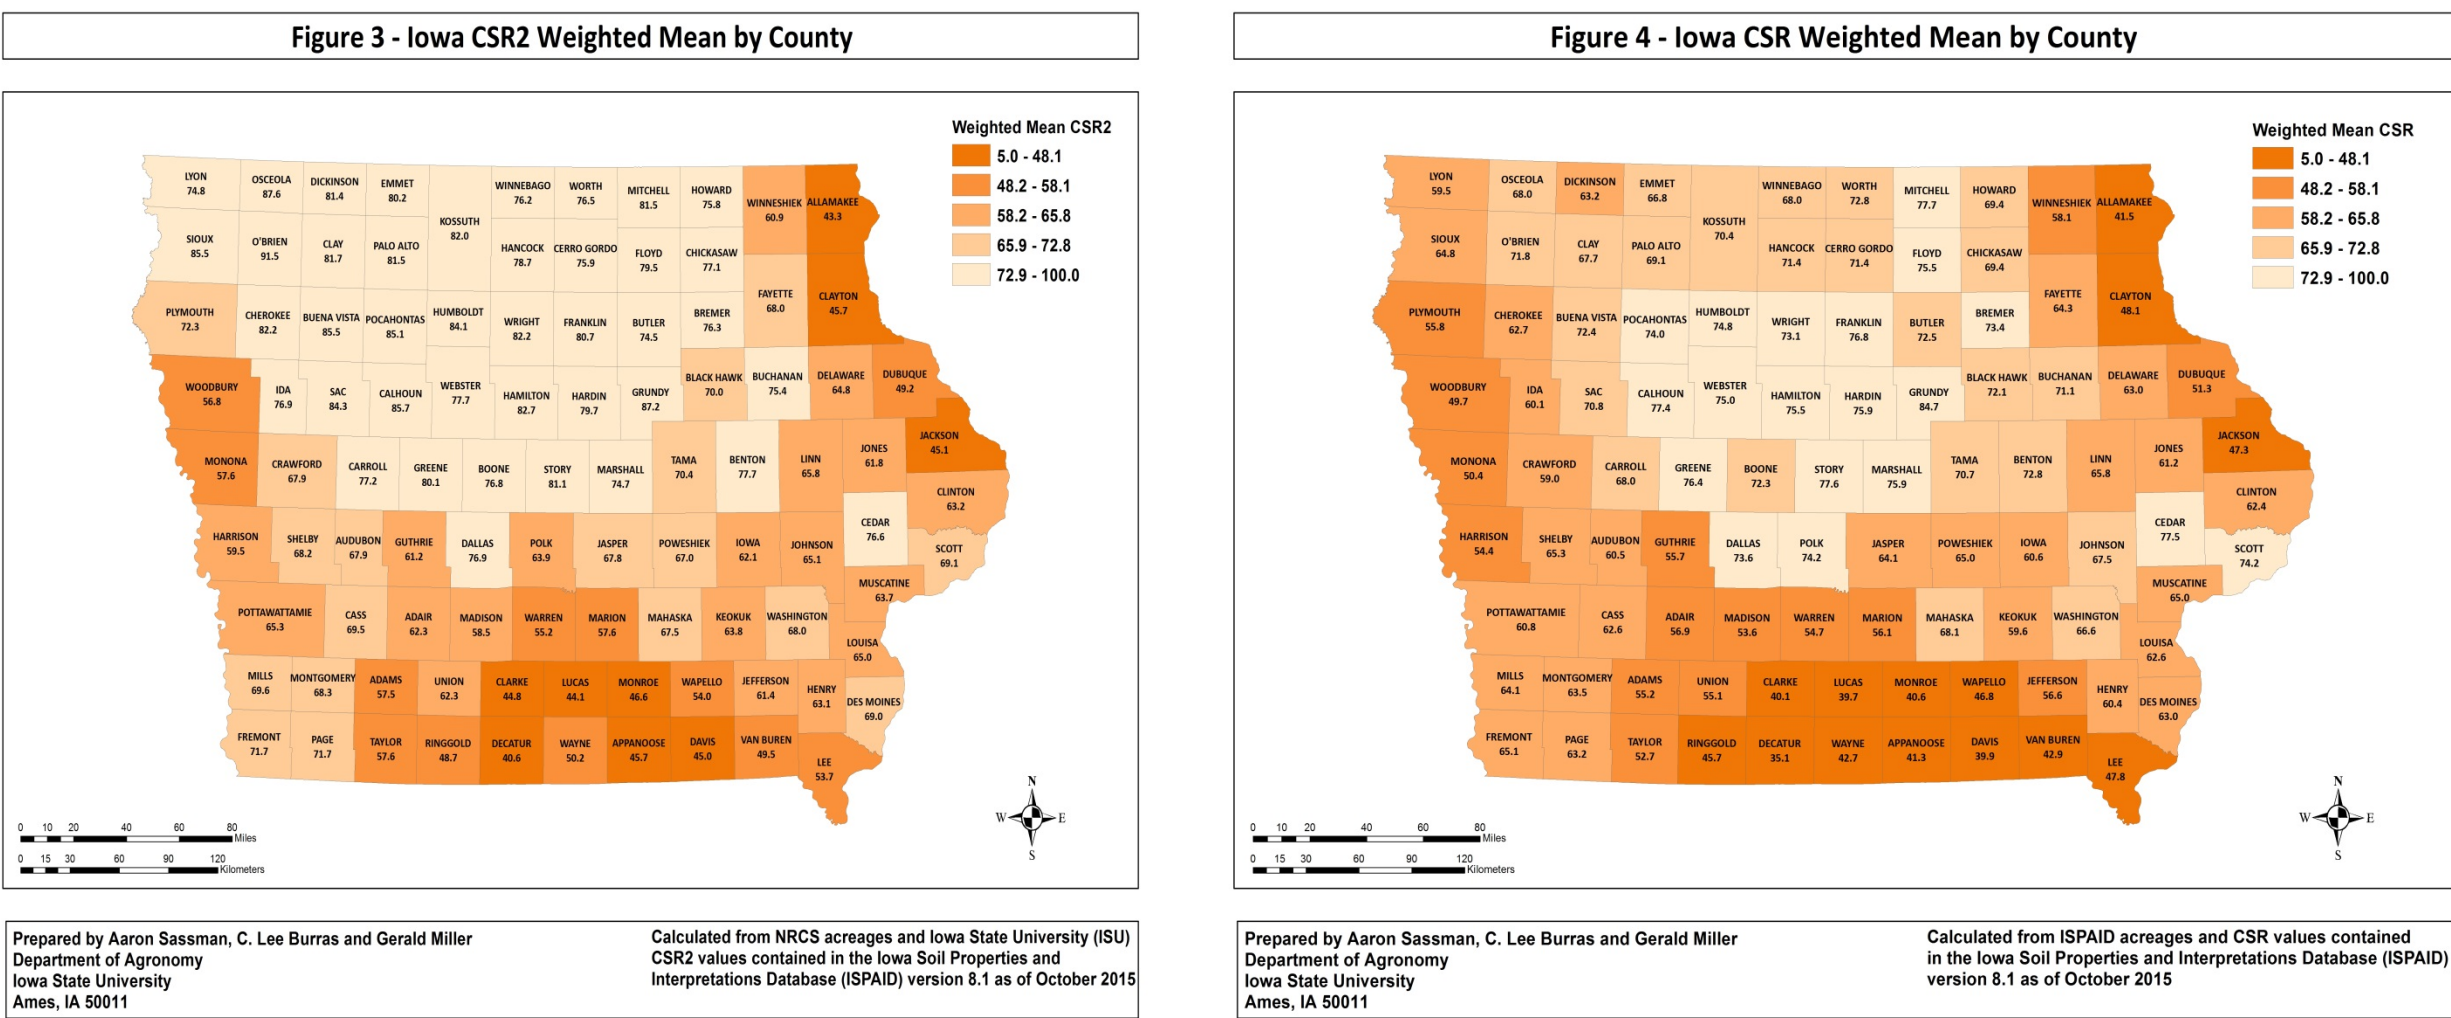 Figure 3 - Iowa CSR2 Weighted Mean by County
Weighted Mean CSR2
5.0 - 48.1
48.2 - 58.1
58.2 - 65.8
65.9 - 72.8
72.9 - 100.0
LYON
74.8
OSCEOLA
87.6
DICKINSON
81.4
EMMET
80.2
KOSSUTH
82.0
WINNEBAGO
76.2
WORTH
76.5
MITCHELL
81.5
HOWARD
75.8
WINNESHIEK
60.9
ALLAMAKEE
43.3
SIOUX
85.5
O'BRIEN
91.5
CLAY
81.7
PALO ALTO
81.5
HANCOCK
78.7
CERRO GORDO
75.9
FLOYD
79.5
CHICKASAW
77.1
PLYMOUTH
72.3
CHEROKEE
82.2
BUENA VISTA
85.5
POCAHONTAS
85.1
HUMBOLDT
84.1
WRIGHT
82.2
FRANKLIN
80.7
BUTLER
74.5
BREMER
76.3
FAYETTE
68.0
CLAYTON
45.7
WOODBURY
56.8
IDA
76.9
SAC
84.3
CALHOUN
85.7
WEBSTER
77.7
HAMILTON
82.7
HARDIN
79.7
GRUNDY
87.2
BLACK HAWK
70.0
BUCHANAN
75.4
DELAWARE
64.8
DUBUQUE
49.2
MONONA
57.6
CRAWFORD
67.9
CARROLL
77.2
GREENE
80.1
BOONE
76.8
STORY
81.1
MARSHALL
74.7
TAMA
70.4
BENTON
77.7
LINN
65.8
JONES
61.8
JACKSON
45.1
CLINTON
63.2
HARRISON
59.5
SHELBY
68.2
AUDUBON
67.9
GUTHRIE
61.2
DALLAS
76.9
POLK
63.9
JASPER
67.8
POWESHIEK
67.0
IOWA
62.1
JOHNSON
65.1
CEDAR
76.6
SCOTT
69.1
MUSCATINE
63.7
POTTAWATTAMIE
65.3
CASS
69.5
ADAIR
62.3
MADISON
58.5
WARREN
55.2
MARION
57.6
MAHASKA
67.5
KEOKUK
63.8
WASHINGTON
68.0
LOUISA
65.0
MILLS
69.6
MONTGOMERY
68.3
ADAMS
57.5
UNION
62.3
CLARKE
44.8
LUCAS
44.1
MONROE
46.6
WAPELLO
54.0
JEFFERSON
61.4
HENRY
63.1
DES MOINES
69.0
FREMONT
71.7
PAGE
71.7
TAYLOR
57.6
RINGGOLD
48.7
DECATUR
40.6
WAYNE
50.2
APPANOOSE
45.7
DAVIS
45.0
VAN BUREN
49.5
LEE
53.7
N
W E
S
0 10 20 40 60 80
Miles
0 15 30 60 90 120
Kilometers
Prepared by Aaron Sassman, C. Lee Burras and Gerald Miller
Department of Agronomy
Iowa State University
Ames, IA 50011
Calculated from NRCS acreages and Iowa State University (ISU)
CSR2 values contained in the Iowa Soil Properties and
Interpretations Database (ISPAID) version 8.1 as of October 2015
Figure 4 - Iowa CSR Weighted Mean by County
Weighted Mean CSR
5.0 - 48.1
48.2 - 58.1
58.2 - 65.8
65.9 - 72.8
72.9 - 100.0
LYON
59.5
OSCEOLA
68.0
DICKINSON
63.2
EMMET
66.8
KOSSUTH
70.4
WINNEBAGO
68.0
WORTH
72.8
MITCHELL
77.7
HOWARD
69.4
WINNESHIEK
58.1
ALLAMAKEE
41.5
SIOUX
64.8
O'BRIEN
71.8
CLAY
67.7
PALO ALTO
69.1
HANCOCK
71.4
CERRO GORDO
71.4
FLOYD
75.5
CHICKASAW
69.4
PLYMOUTH
55.8
CHEROKEE
62.7
BUENA VISTA
72.4
POCAHONTAS
74.0
HUMBOLDT
74.8
WRIGHT
73.1
FRANKLIN
76.8
BUTLER
72.5
BREMER
73.4
FAYETTE
64.3
CLAYTON
48.1
WOODBURY
49.7
IDA
60.1
SAC
70.8
CALHOUN
77.4
WEBSTER
75.0
HAMILTON
75.5
HARDIN
75.9
GRUNDY
84.7
BLACK HAWK
72.1
BUCHANAN
71.1
DELAWARE
63.0
DUBUQUE
51.3
MONONA
50.4
CRAWFORD
59.0
CARROLL
68.0
GREENE
76.4
BOONE
72.3
STORY
77.6
MARSHALL
75.9
TAMA
70.7
BENTON
72.8
LINN
65.8
JONES
61.2
JACKSON
47.3
CLINTON
62.4
HARRISON
54.4
SHELBY
65.3
AUDUBON
60.5
GUTHRIE
55.7
DALLAS
73.6
POLK
74.2
JASPER
64.1
POWESHIEK
65.0
IOWA
60.6
JOHNSON
67.5
CEDAR
77.5
SCOTT
74.2
MUSCATINE
65.0
POTTAWATTAMIE
60.8
CASS
62.6
ADAIR
56.9
MADISON
53.6
WARREN
54.7
MARION
56.1
MAHASKA
68.1
KEOKUK
59.6
WASHINGTON
66.6
LOUISA
62.6
MILLS
64.1
MONTGOMERY
63.5
ADAMS
55.2
UNION
55.1
CLARKE
40.1
LUCAS
39.7
MONROE
40.6
WAPELLO
46.8
JEFFERSON
56.6
HENRY
60.4
DES MOINES
63.0
FREMONT
65.1
PAGE
63.2
TAYLOR
52.7
RINGGOLD
45.7
DECATUR
35.1
WAYNE
42.7
APPANOOSE
41.3
DAVIS
39.9
VAN BUREN
42.9
LEE
47.8
N
W E
S
0 10 20 40 60 80
Miles
0 15 30 60 90 120
Kilometers
Prepared by Aaron Sassman, C. Lee Burras and Gerald Miller
Department of Agronomy
Iowa State University
Ames, IA 50011
Calculated from ISPAID acreages and CSR values contained
in the Iowa Soil Properties and Interpretations Database (ISPAID)
version 8.1 as of October 2015